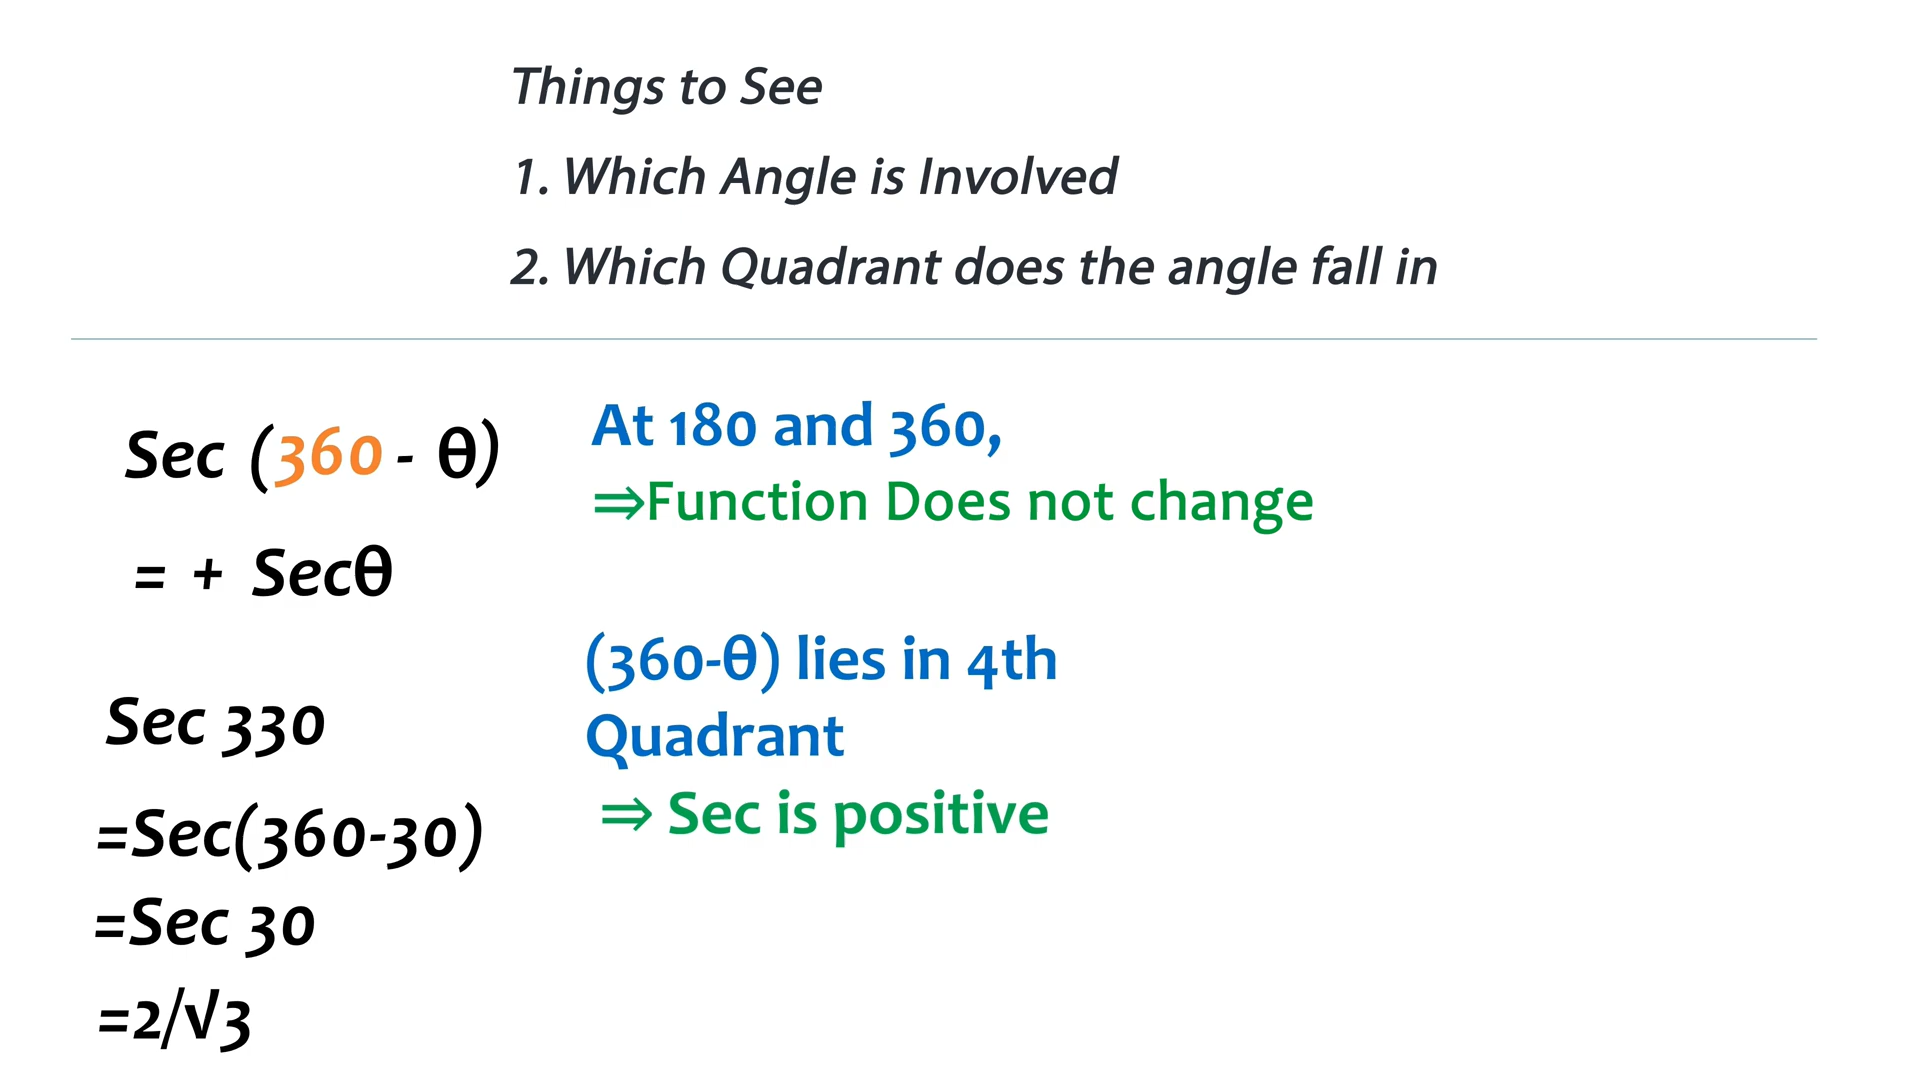 Things to See
1. Which Angle is Involved
2. Which Quadrant does the angle fall in
Sec (360 - θ)
= + Secθ
Sec 330
=Sec(360-30)
=Sec 30
=2/√3
At 180 and 360,
⇒Function Does not change
(360-θ) lies in 4th
Quadrant
⇒ Sec is positive